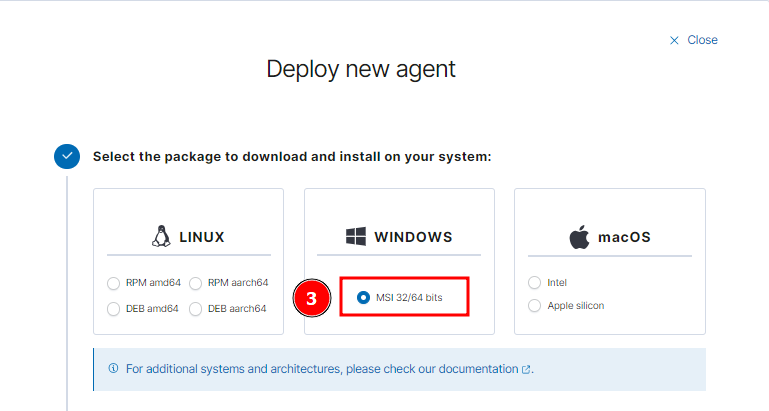 Close
Deploy new agent
Select the package to download and install on your system:
LINUX
RPM amd64 RPM aarch64
DEB amd64 DEB aarch64
WINDOWS
3
MSI 32/64 bits
macOS
Intel
Apple silicon
For additional systems and architectures, please check our documentation.